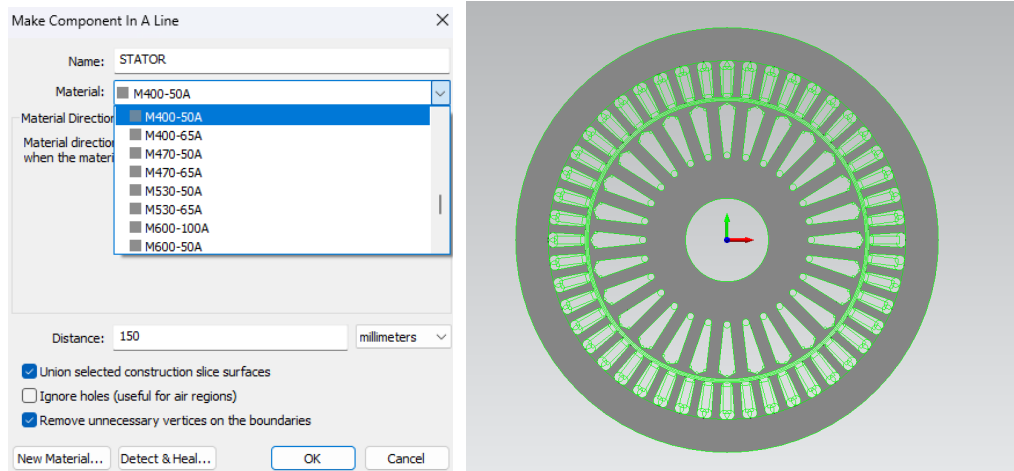 Make Component In A Line
Name: STATOR
Material: M400-50A
Material Direction
M400-50A
Material directio
M400-65A
when the materi
M470-50A
M470-65A
M530-50A
M530-65A
M600-100A
M600-50A
Distance: 150 millimeters
Union selected construction slice surfaces
Ignore holes (useful for air regions)
Remove unnecessary vertices on the boundaries
New Material... Detect & Heal... OK Cancel